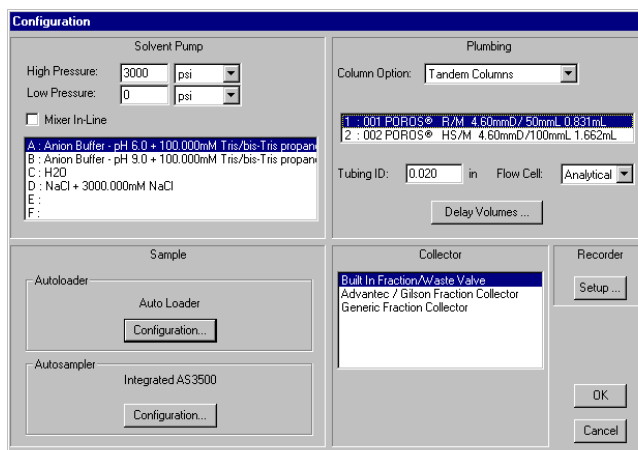 Configuration
Solvent Pump
High Pressure: 3000 psi
Low Pressure: 0 psi
Mixer In-Line
A : Anion Buffer - pH 6.0 + 100.000mM Tris/bis-Tris propan
B : Anion Buffer - pH 9.0 + 100.000mM Tris/bis-Tris propan
C : H2O
D : NaCl + 3000.000mM NaCl
E :
F :
Plumbing
Column Option: Tandem Columns
1 : 001 POROS® R/M 4.60mmD/ 50mmL 0.831mL
2 : 002 POROS® HS/M 4.60mmD/100mmL 1.662mL
Tubing ID: 0.020 in Flow Cell: Analytical
Delay Volumes ...
Sample
Autoloader
Auto Loader
Configuration...
Autosampler
Integrated AS3500
Configuration...
Collector
Built In Fraction/Waste Valve
Advantec / Gilson Fraction Collector
Generic Fraction Collector
Recorder
Setup ...
OK
Cancel